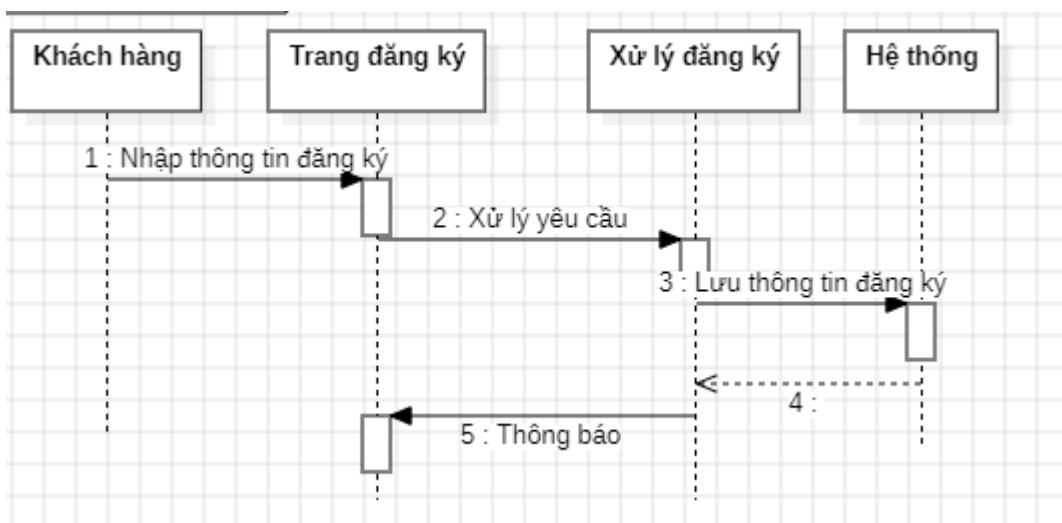 Khách hàng
Trang đăng ký
Xử lý đăng ký
Hệ thống
1 : Nhập thông tin đăng ký
2 : Xử lý yêu cầu
3 : Lưu thông tin đăng ký
4 :
5 : Thông báo